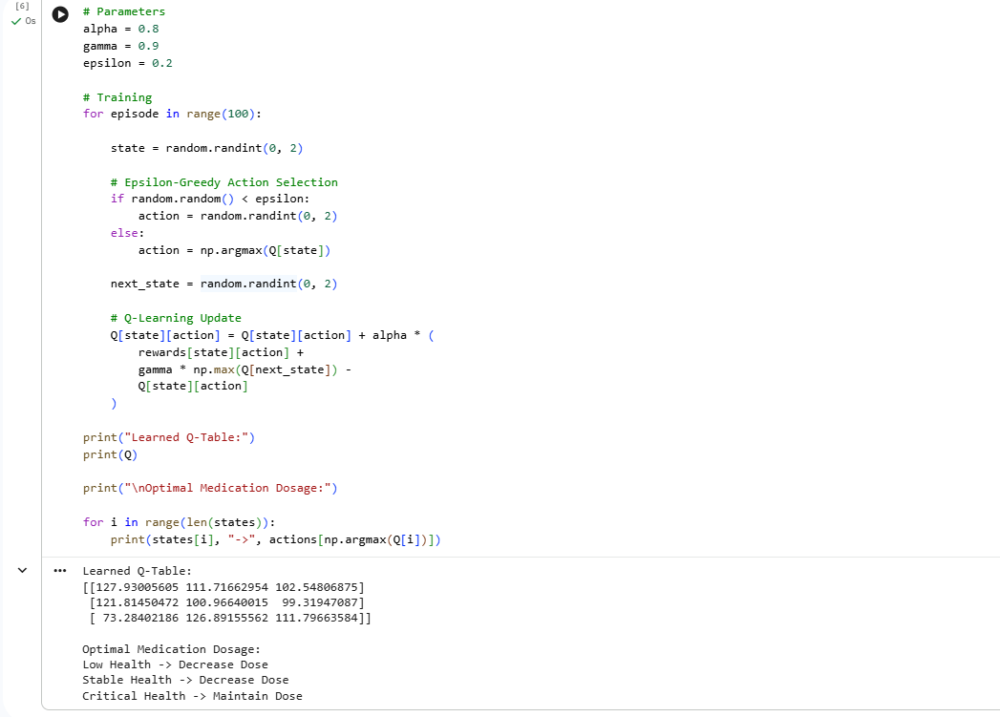 [6]
0s
# Parameters
alpha = 0.8
gamma = 0.9
epsilon = 0.2
# Training
for episode in range(100):
    state = random.randint(0, 2)
    # Epsilon-Greedy Action Selection
    if random.random() < epsilon:
        action = random.randint(0, 2)
    else:
        action = np.argmax(Q[state])
    next_state = random.randint(0, 2)
    # Q-Learning Update
    Q[state][action] = Q[state][action] + alpha * (
        rewards[state][action] +
        gamma * np.max(Q[next_state]) -
        Q[state][action]
    )
print("Learned Q-Table:")
print(Q)
print("\nOptimal Medication Dosage:")
for i in range(len(states)):
    print(states[i], "->", actions[np.argmax(Q[i])])
Learned Q-Table:
[[127.93005605 111.71662954 102.54806875]
 [121.81450472 100.96640015  99.31947087]
 [ 73.28402186 126.89155562 111.79663584]]
Optimal Medication Dosage:
Low Health -> Decrease Dose
Stable Health -> Decrease Dose
Critical Health -> Maintain Dose